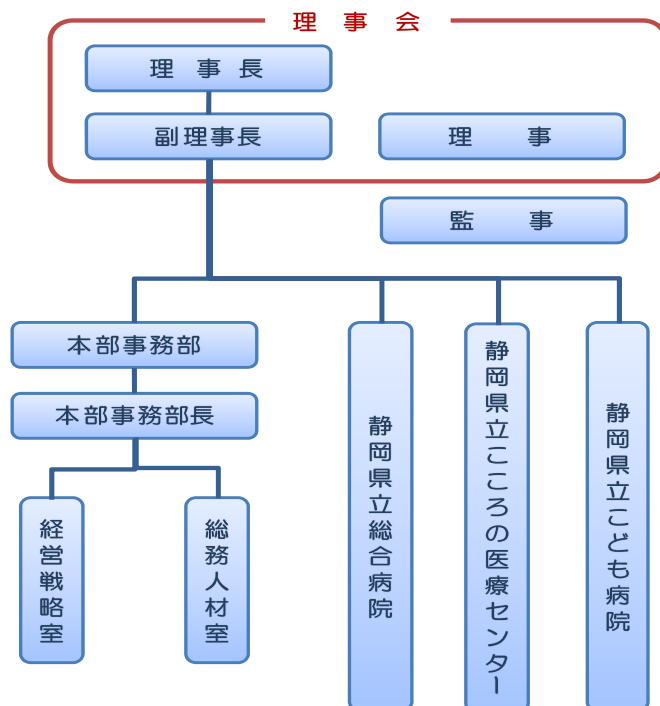 理事会
理事長
副理事長
理事
監事
本部事務部
本部事務部長
経営戦略室
総務人材室
静岡県立総合病院
静岡県立こころの医療センター
静岡県立こども病院